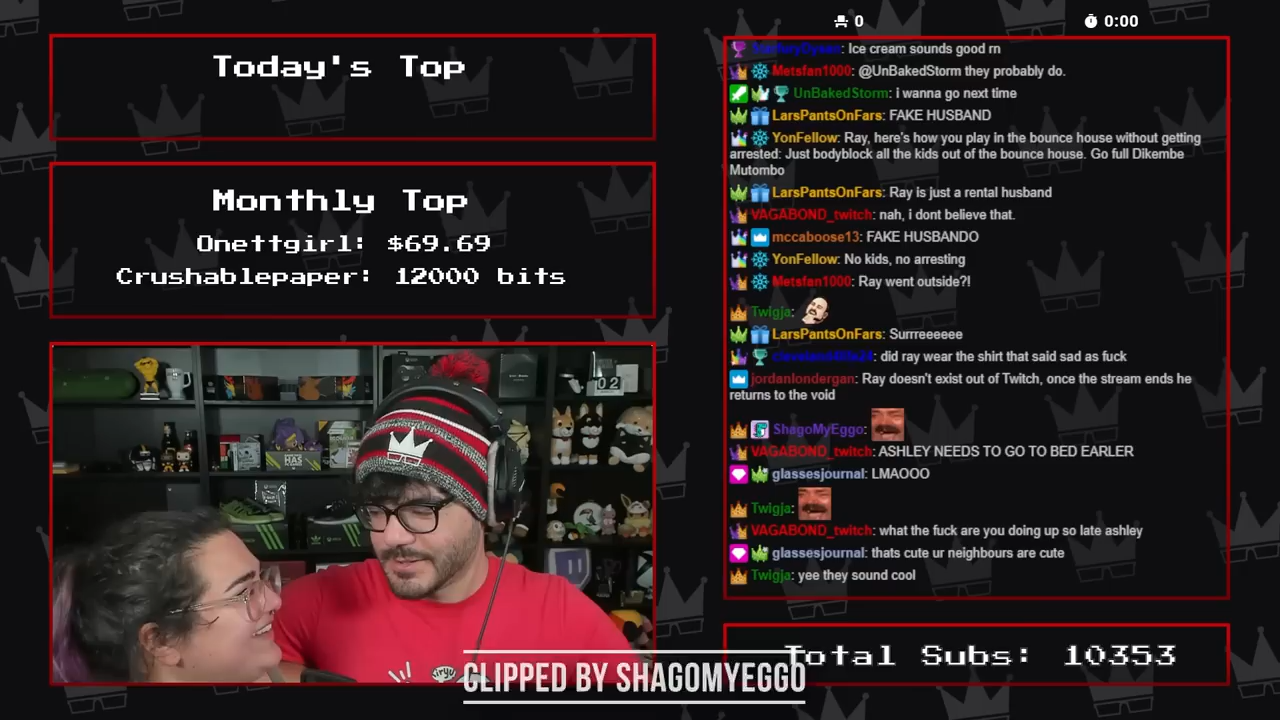 Today's Top
Monthly Top
Onettgirl: $69.69
Crushablepaper: 12000 bits
02
CLIPPED BY SHAGOMYEGGO
0
0:00
: Ice cream sounds good rn
Metsfan1000: @UnBakedStorm they probably do.
UnBakedStorm: i wanna go next time
LarsPantsOnFars: FAKE HUSBAND
YonFellow: Ray, here's how you play in the bounce house without getting
arrested: Just bodyblock all the kids out of the bounce house. Go full Dikembe
Mutombo
LarsPantsOnFars: Ray is just a rental husband
VAGABOND_twitch: nah, i dont believe that.
mccaboose13: FAKE HUSBANDO
YonFellow: No kids, no arresting
Metsfan1000: Ray went outside?!
Twigja:
LarsPantsOnFars: Surrreeeeee
: did ray wear the shirt that said sad as fuck
jordanlondergan: Ray doesn't exist out of Twitch, once the stream ends he
returns to the void
ShagoMyEggo:
VAGABOND_twitch: ASHLEY NEEDS TO GO TO BED EARLER
glassesjournal: LMAOOO
Twigja:
VAGABOND_twitch: what the fuck are you doing up so late ashley
glassesjournal: thats cute ur neighbours are cute
Twigja: yee they sound cool
Total Subs: 10353